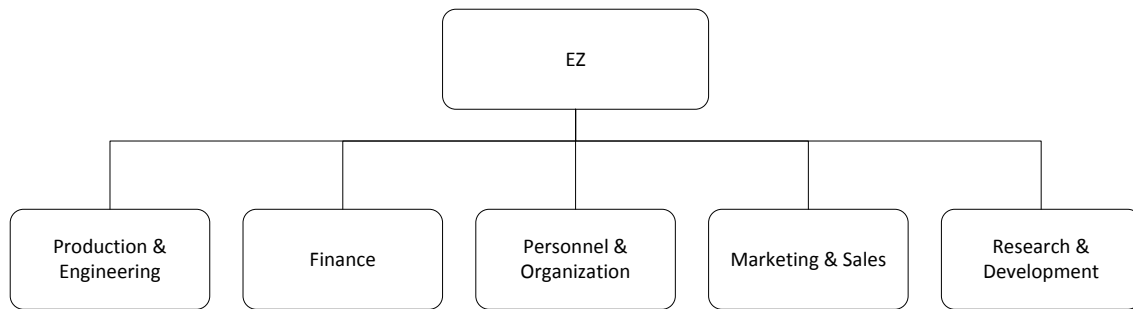 EZ
Production &
Engineering
Finance
Personnel &
Organization
Marketing & Sales
Research &
Development